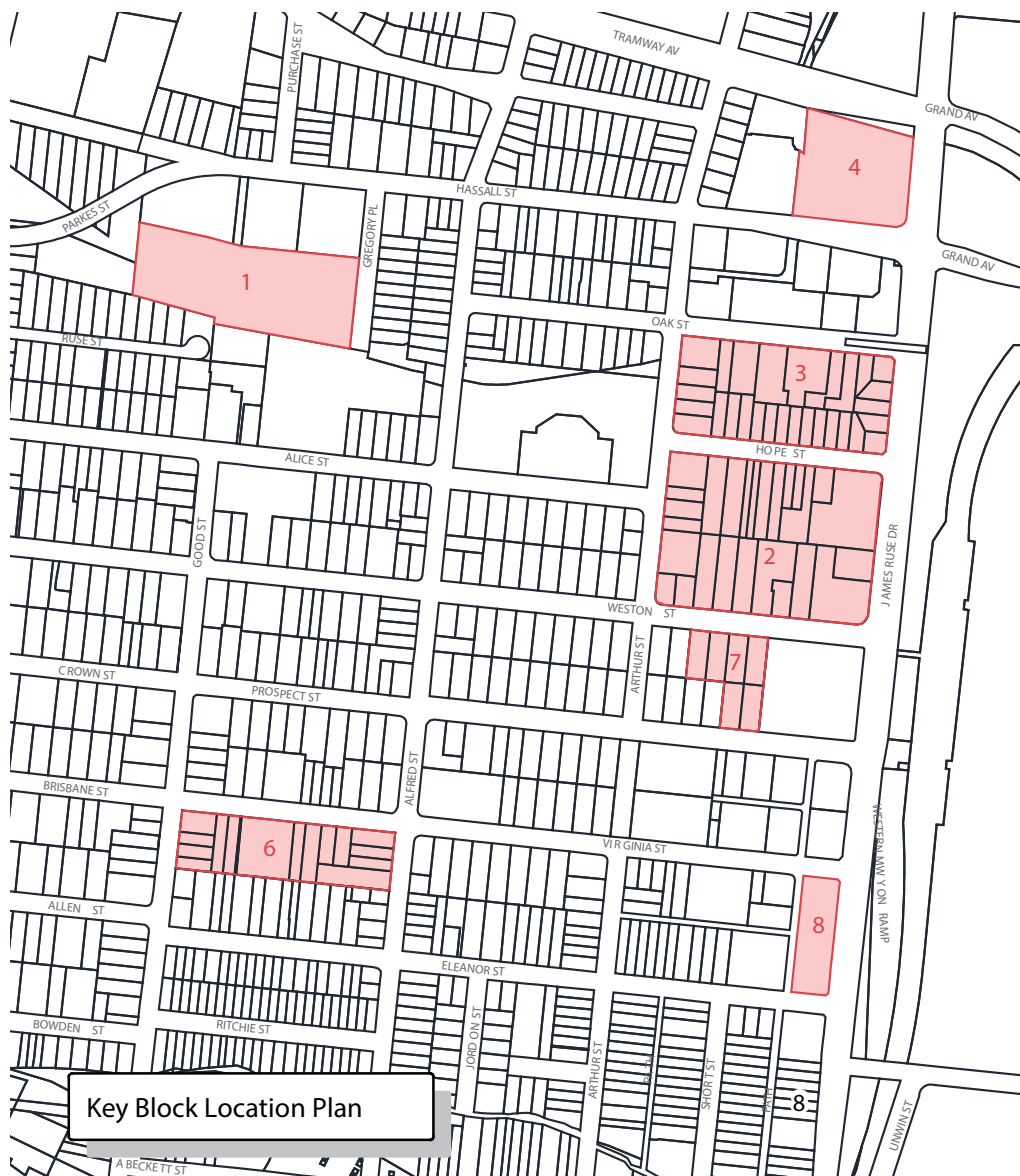 PURCHASE ST
TRAMWAY AV
GRAND AV
4
HASSALL ST
PARKES ST
GREGORY PL
GRAND AV
1
OAK ST
RUSE ST
3
HOPE ST
ALICE ST
GOOD ST
JAMES RUSE DR
2
WESTON ST
ARTHUR ST
7
CROWN ST
PROSPECT ST
ALFRED ST
BRISBANE ST
WESTERN MW Y ON RAMP
6
VIRGINIA ST
ALLEN ST
8
ELEANOR ST
BOWDEN ST
RITCHIE ST
JORDON ST
ARTHUR ST
PATH
SHORT ST
PATH
8
UNWIN ST
Key Block Location Plan
A BECKETT ST